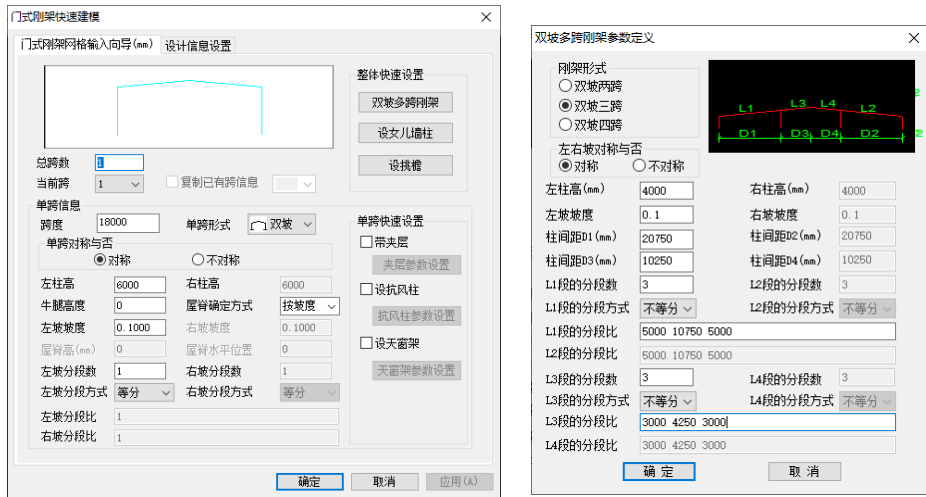 门式刚架快速建模
门式刚架网格输入向导(mm) 设计信息设置
整体快速设置
双坡多跨刚架
设女儿墙柱
设挑檐
总跨数 1
当前跨 1 复制已有跨信息
单跨信息
跨度 18000 单跨形式 双坡
单跨对称与否
对称 不对称
左柱高 6000 右柱高 6000
牛腿高度 0 屋脊确定方式 按坡度
左坡坡度 0.1000 右坡坡度 0.1000
屋脊高(mm) 0 屋脊水平位置 0
左坡分段数 1 右坡分段数 1
左坡分段方式 等分 右坡分段方式 等分
左坡分段比 1
右坡分段比 1
单跨快速设置
带夹层
夹层参数设置
设抗风柱
抗风柱参数设置
设天窗架
天窗架参数设置
确定 取消 应用(A)
双坡多跨刚架参数定义
刚架形式
双坡两跨
双坡三跨
双坡四跨
L1 L3 L4 L2
D1 D3 D4 D2
左右坡对称与否
对称 不对称
左柱高(mm) 4000 右柱高(mm) 4000
左坡坡度 0.1 右坡坡度 0.1
柱间距D1(mm) 20750 柱间距D2(mm) 20750
柱间距D3(mm) 10250 柱间距D4(mm) 10250
L1段的分段数 3 L2段的分段数 3
L1段的分段方式 不等分 L2段的分段方式 不等分
L1段的分段比 5000 10750 5000
L2段的分段比 5000 10750 5000
L3段的分段数 3 L4段的分段数 3
L3段的分段方式 不等分 L4段的分段方式 不等分
L3段的分段比 3000 4250 3000
L4段的分段比 3000 4250 3000
确 定 取 消